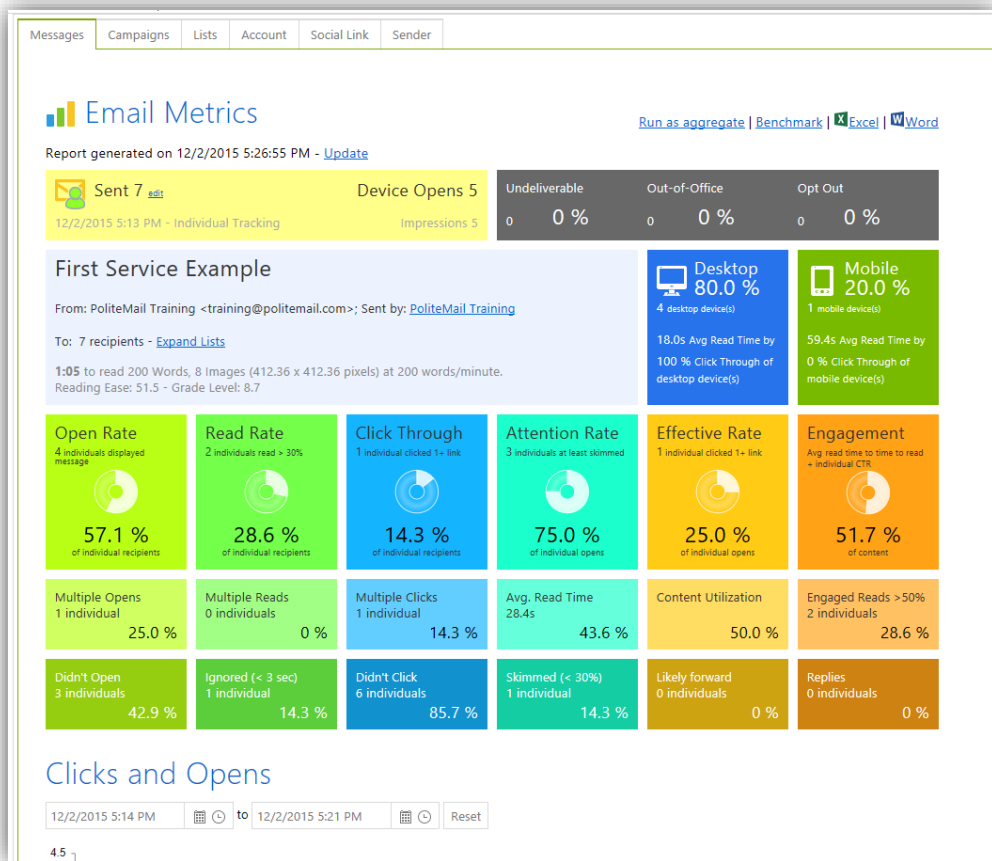 Messages Campaigns Lists Account Social Link Sender
Email Metrics
Run as aggregate | Benchmark | Excel | Word
Report generated on 12/2/2015 5:26:55 PM - Update
Sent 7 edit Device Opens 5
12/2/2015 5:13 PM - Individual Tracking Impressions 5
Undeliverable Out-of-Office Opt Out
0 0 % 0 0 % 0 0 %
First Service Example
From: PoliteMail Training <training@politemail.com>; Sent by: PoliteMail Training
To: 7 recipients - Expand Lists
1:05 to read 200 Words, 8 Images (412.36 x 412.36 pixels) at 200 words/minute.
Reading Ease: 51.5 - Grade Level: 8.7
Desktop
80.0 %
4 desktop device(s)
18.0s Avg Read Time by
100 % Click Through of
desktop device(s)
Mobile
20.0 %
1 mobile device(s)
59.4s Avg Read Time by
0 % Click Through of
mobile device(s)
Open Rate
4 individuals displayed
message
57.1 %
of individual recipients
Read Rate
2 individuals read > 30%
28.6 %
of individual recipients
Click Through
1 individual clicked 1+ link
14.3 %
of individual recipients
Attention Rate
3 individuals at least skimmed
75.0 %
of individual opens
Effective Rate
1 individual clicked 1+ link
25.0 %
of individual opens
Engagement
Avg read time to time to read
+ individual CTR
51.7 %
of content
Multiple Opens
1 individual
25.0 %
Multiple Reads
0 individuals
0 %
Multiple Clicks
1 individual
14.3 %
Avg. Read Time
28.4s
43.6 %
Content Utilization
50.0 %
Engaged Reads >50%
2 individuals
28.6 %
Didn't Open
3 individuals
42.9 %
Ignored (< 3 sec)
1 individual
14.3 %
Didn't Click
6 individuals
85.7 %
Skimmed (< 30%)
1 individual
14.3 %
Likely forward
0 individuals
0 %
Replies
0 individuals
0 %
Clicks and Opens
12/2/2015 5:14 PM to 12/2/2015 5:21 PM Reset
4.5